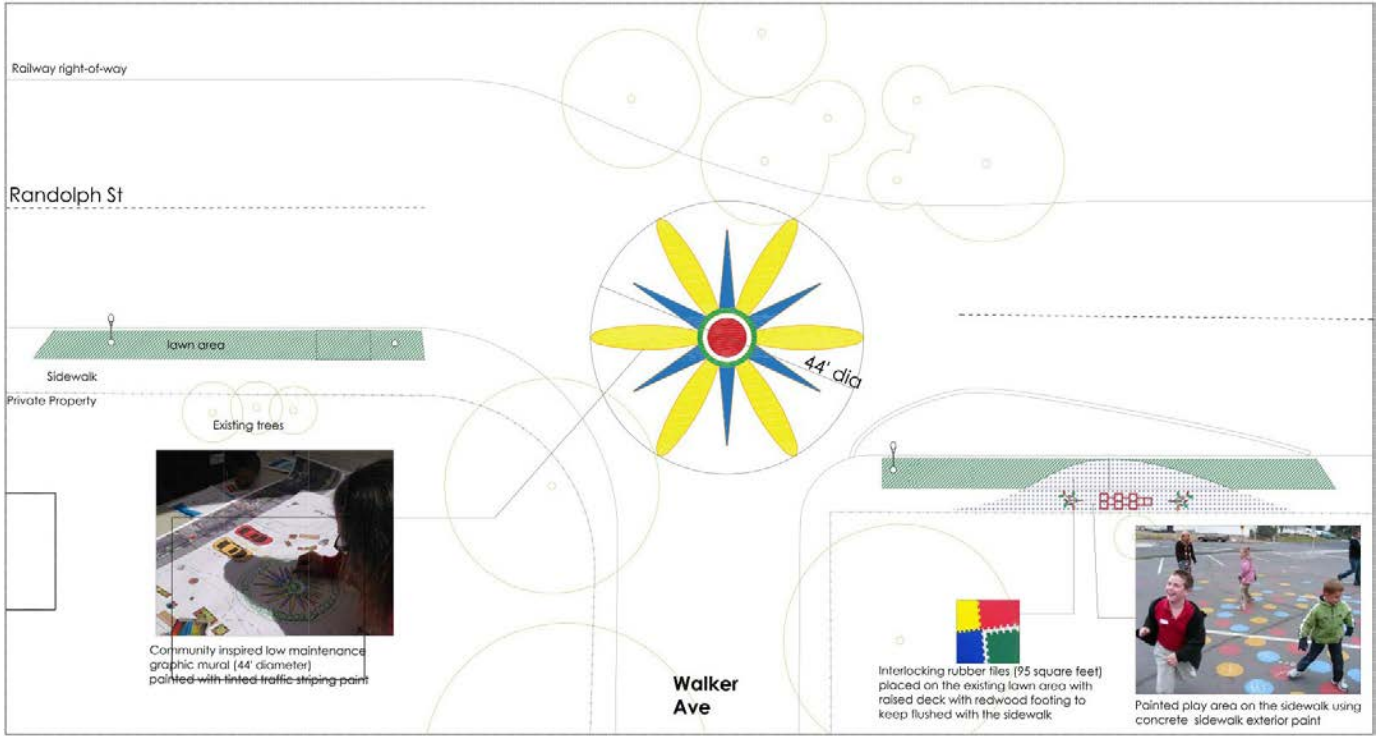 Railway right-of-way
Randolph St
lawn area
Sidewalk
Private Property
Existing trees
44' dia
Community inspired low maintenance
graphic mural (44' diameter)
painted with tinted traffic striping paint
Walker
Ave
Interlocking rubber tiles (95 square feet)
placed on the existing lawn area with
raised deck with redwood footing to
keep flushed with the sidewalk
Painted play area on the sidewalk using
concrete sidewalk exterior paint